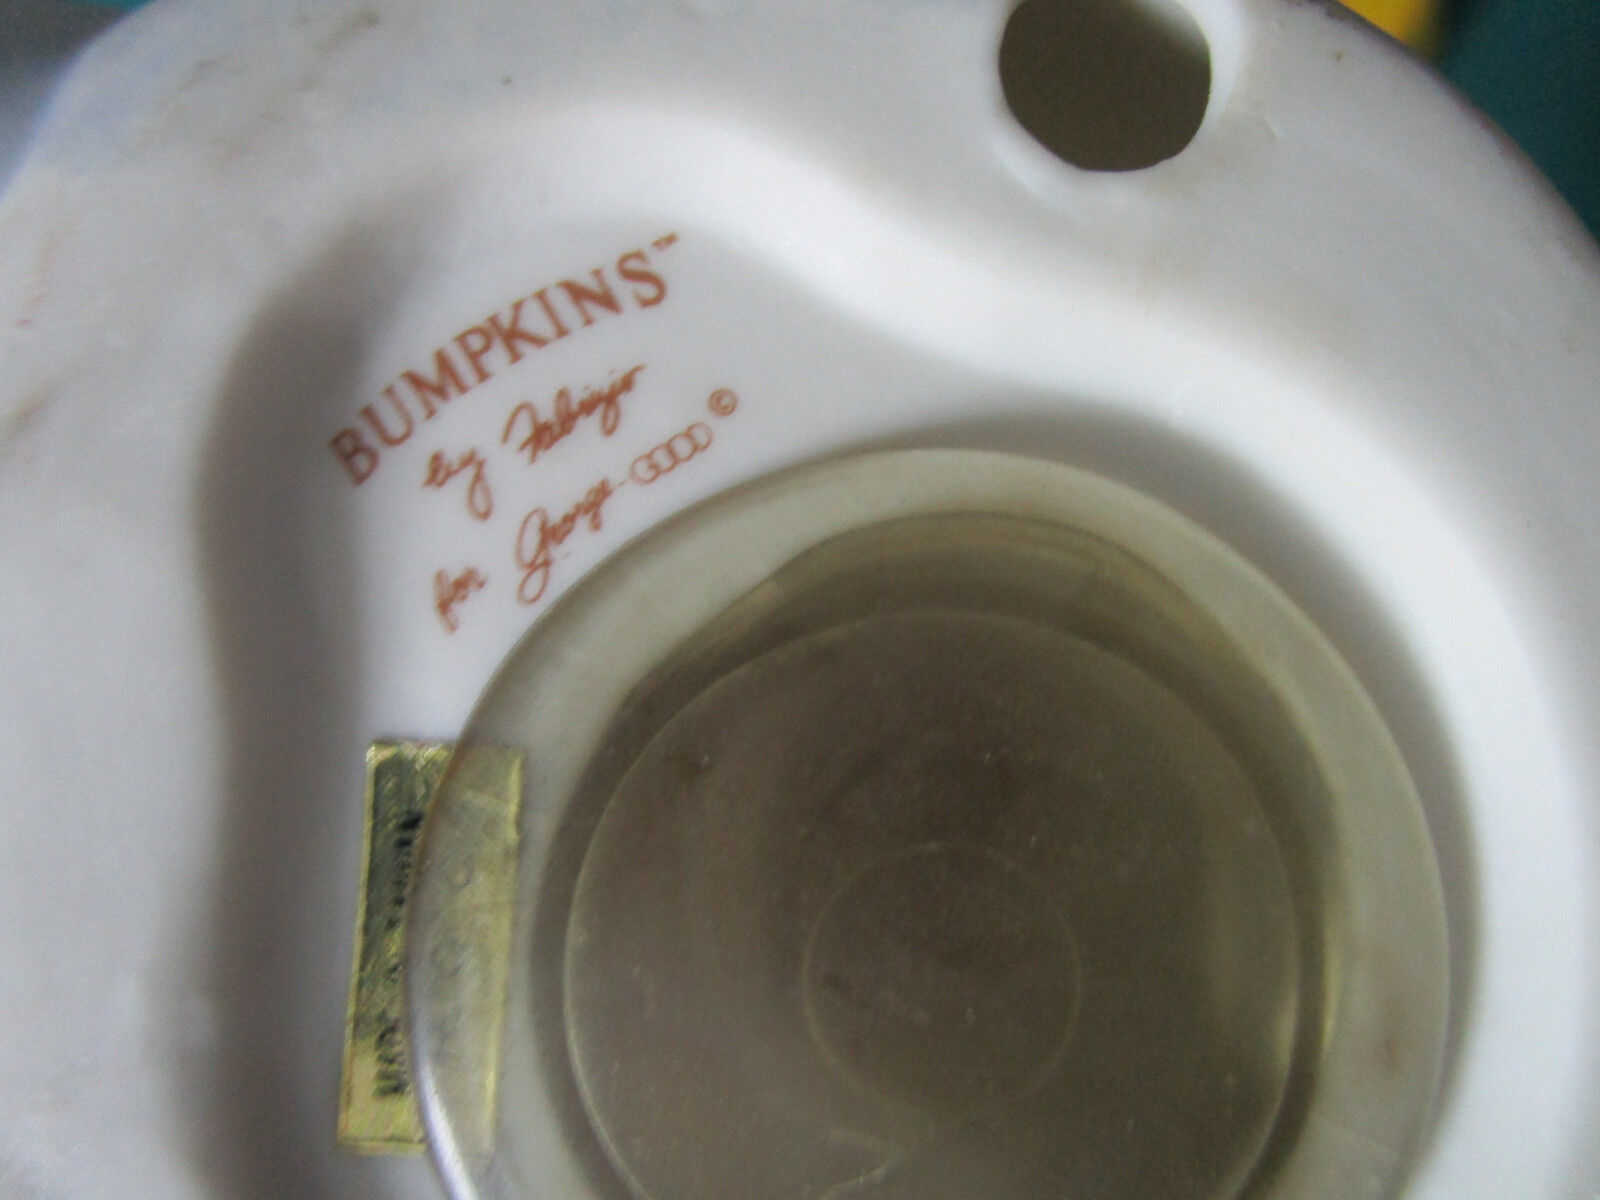 BUMPKINS™
by Fabrizio
for George GOOD ©